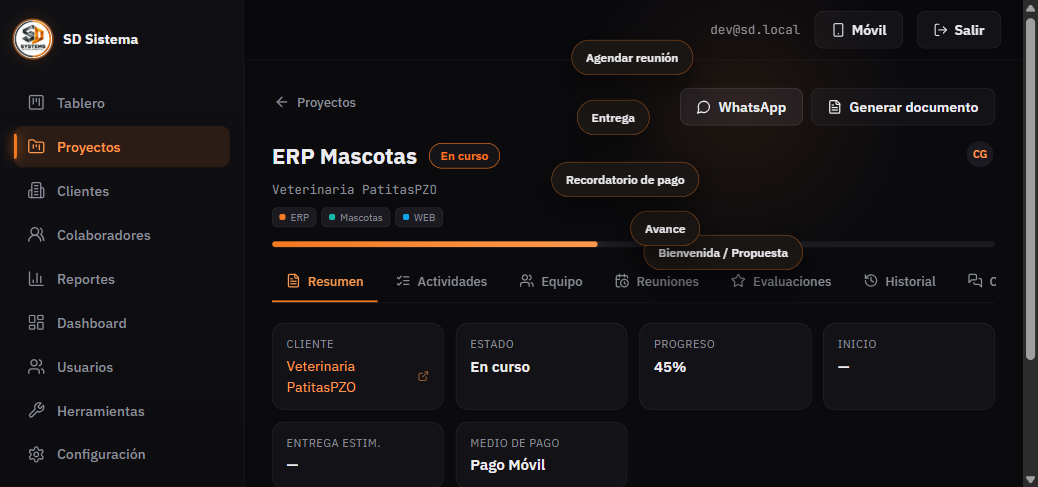 SD
SYSTEMS
SD Sistema
dev@sd.local
Móvil
Salir
Tablero
Proyectos
Clientes
Colaboradores
Reportes
Dashboard
Usuarios
Herramientas
Configuración
Agendar reunión
Proyectos
Entrega
WhatsApp
Generar documento
ERP Mascotas
En curso
CG
Recordatorio de pago
Veterinaria PatitasPZO
ERP
Mascotas
WEB
Avance
Bienvenida / Propuesta
Resumen
Actividades
Equipo
Reuniones
Evaluaciones
Historial
CLIENTE
Veterinaria
PatitasPZO
ESTADO
En curso
PROGRESO
45%
INICIO
—
ENTREGA ESTIM.
—
MEDIO DE PAGO
Pago Móvil